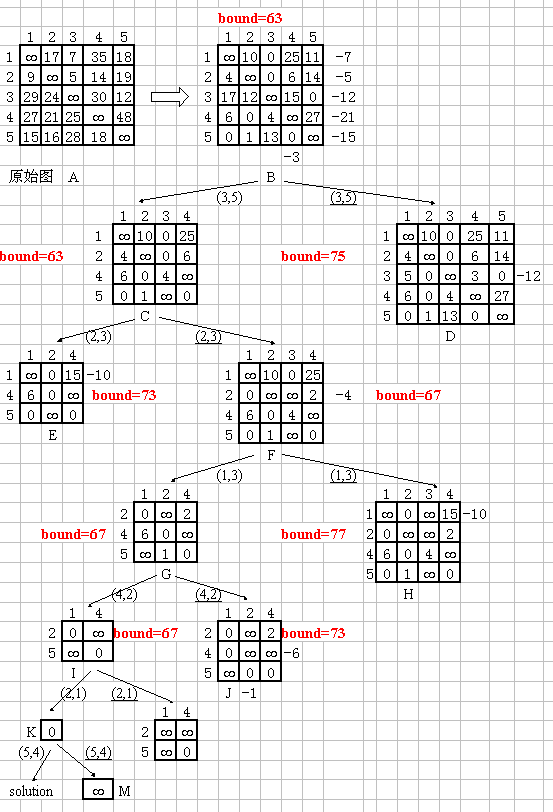 bound=63
1 2 3 4 5
1 2 3 4 5
1 ∞ 17 7 35 18
1 ∞ 10 0 25 11 -7
2 9 ∞ 5 14 19
2 4 ∞ 0 6 14 -5
3 29 24 ∞ 30 12
3 17 12 ∞ 15 0 -12
4 27 21 25 ∞ 48
4 6 0 4 ∞ 27 -21
5 15 16 28 18 ∞
5 0 1 13 0 ∞ -15
-3
原始图 A
B
(3,5)
(3,5)
1 2 3 4
1 2 3 4 5
1 ∞ 10 0 25
1 ∞ 10 0 25 11
bound=63
2 4 ∞ 0 6
bound=75
2 4 ∞ 0 6 14
4 6 0 4 ∞
3 5 0 ∞ 3 0 -12
5 0 1 ∞ 0
4 6 0 4 ∞ 27
5 0 1 13 0 ∞
C
D
(2,3)
(2,3)
1 2 4
1 2 3 4
1 ∞ 0 15 -10
1 ∞ 10 0 25
4 6 0 ∞
bound=73
2 0 ∞ ∞ 2 -4
bound=67
5 0 ∞ 0
4 6 0 4 ∞
5 0 1 ∞ 0
E
F
(1,3)
(1,3)
1 2 4
1 2 3 4
2 0 ∞ 2
1 ∞ 0 ∞ 15 -10
bound=67
4 6 0 ∞
bound=77
2 0 ∞ ∞ 2
5 ∞ 1 0
4 6 0 4 ∞
5 0 1 ∞ 0
G
H
(4,2)
(4,2)
1 4
1 2 4
2 0 ∞
bound=67
2 0 ∞ 2
bound=73
5 ∞ 0
4 0 ∞ ∞ -6
5 ∞ 0 0
I
J -1
(2,1)
(2,1)
1 4
K 0
2 ∞ ∞
5 ∞ 0
(5,4)
(5,4)
solution
∞ M